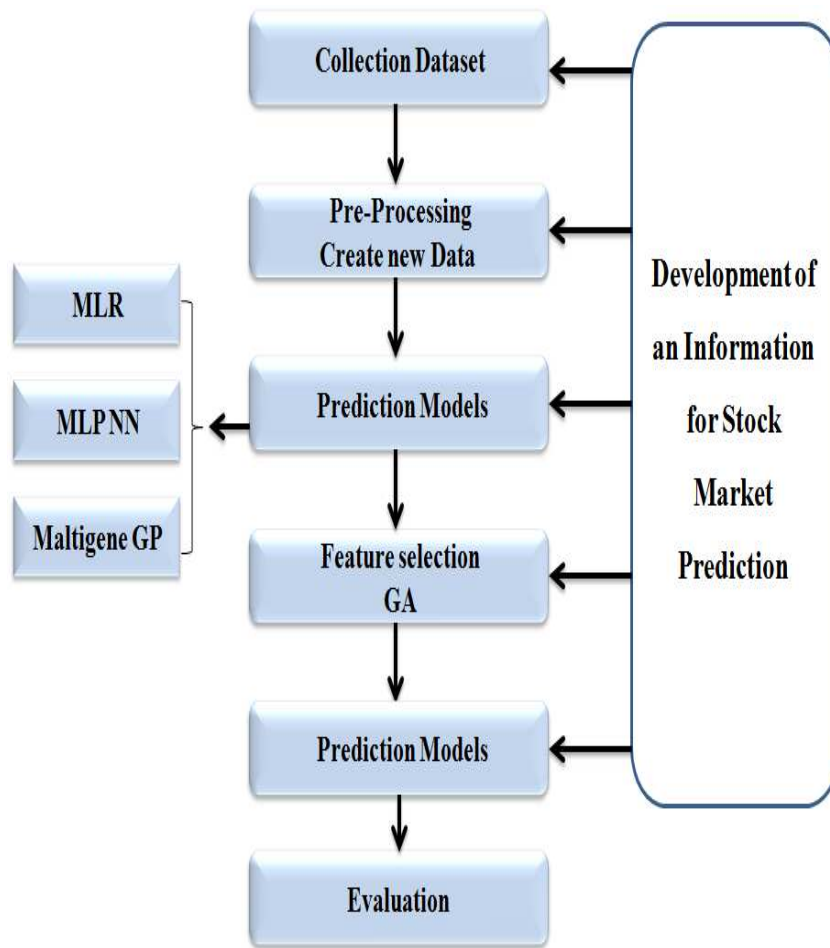 Collection Dataset
Pre-Processing
Create new Data
MLR
MLP NN
Maltigene GP
Prediction Models
Feature selection
GA
Prediction Models
Evaluation
Development of
an Information
for Stock
Market
Prediction